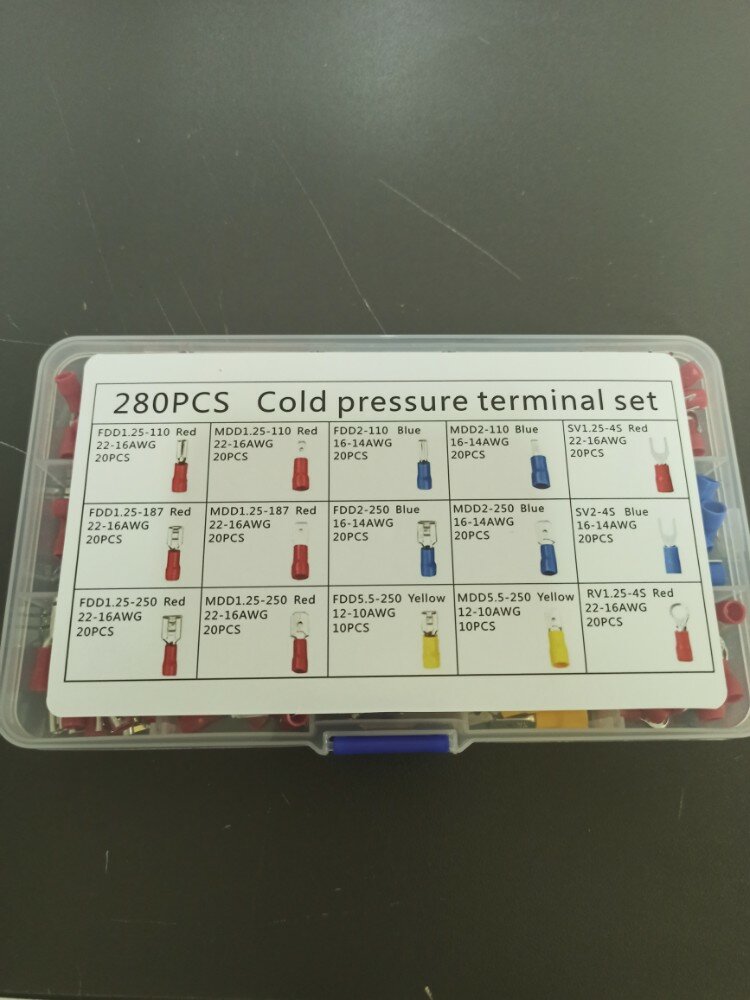 280PCS Cold pressure terminal set
FDD1.25-110 Red
22-16AWG
20PCS
MDD1.25-110 Red
22-16AWG
20PCS
FDD2-110 Blue
16-14AWG
20PCS
MDD2-110 Blue
16-14AWG
20PCS
SV1.25-4S Red
22-16AWG
20PCS
FDD1.25-187 Red
22-16AWG
20PCS
MDD1.25-187 Red
22-16AWG
20PCS
FDD2-250 Blue
16-14AWG
20PCS
MDD2-250 Blue
16-14AWG
20PCS
SV2-4S Blue
16-14AWG
20PCS
FDD1.25-250 Red
22-16AWG
20PCS
MDD1.25-250 Red
22-16AWG
20PCS
FDD5.5-250 Yellow
12-10AWG
10PCS
MDD5.5-250 Yellow
12-10AWG
10PCS
RV1.25-4S Red
22-16AWG
20PCS